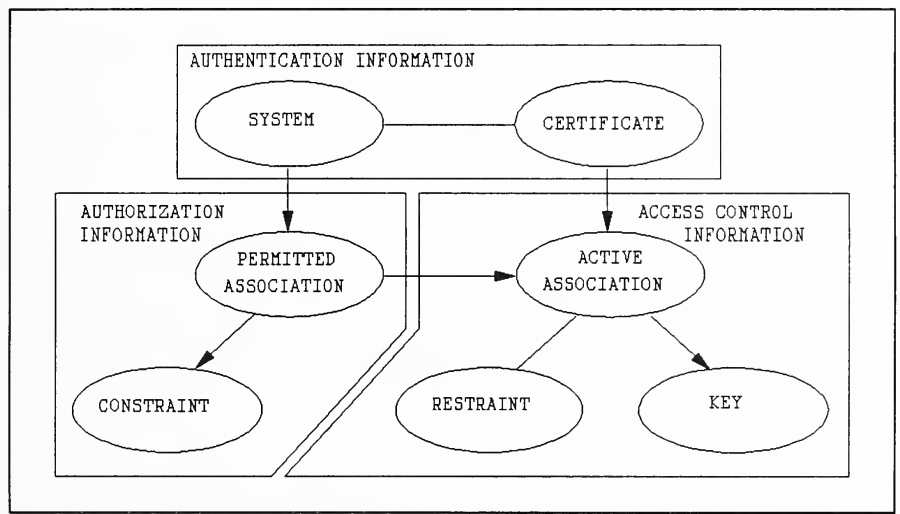 AUTHENTICATION INFORMATION
SYSTEM
CERTIFICATE
AUTHORIZATION
INFORMATION
ACCESS CONTROL
INFORMATION
PERMITTED
ASSOCIATION
ACTIVE
ASSOCIATION
CONSTRAINT
RESTRAINT
KEY